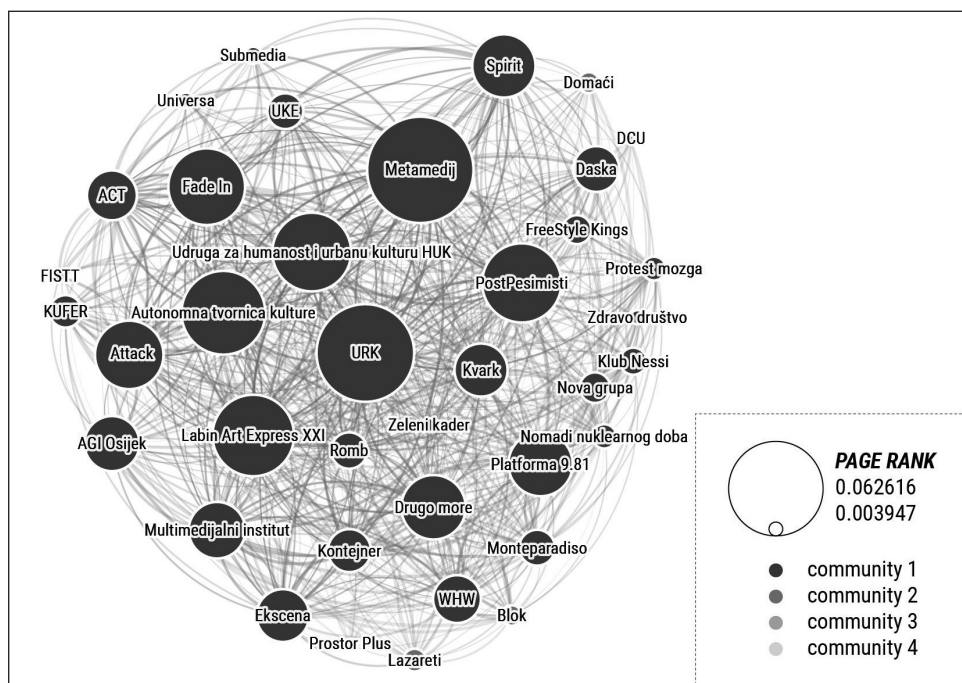 Submedia
Spirit
Domaći
Universa
UKE
DCU
Metamedij
Daska
Fade In
ACT
FreeStyle Kings
Udruga za humanost i urbanu kulturu HUK
Protest mozga
FISTT
PostPesimisti
KUFER
Autonomna tvornica kulture
Zdravo društvo
Attack
URK
Klub Nessi
Kvark
Nova grupa
Zeleni kader
AGI Osijek
Labin Art Express XXI
Nomadi nuklearnog doba
Romb
Platforma 9.81
Drugo more
Multimedijalni institut
Kontejner
Monteparadiso
WHW
Ekscena
Blok
Prostor Plus
Lazareti
PAGE RANK
0.062616
0.003947
community 1
community 2
community 3
community 4